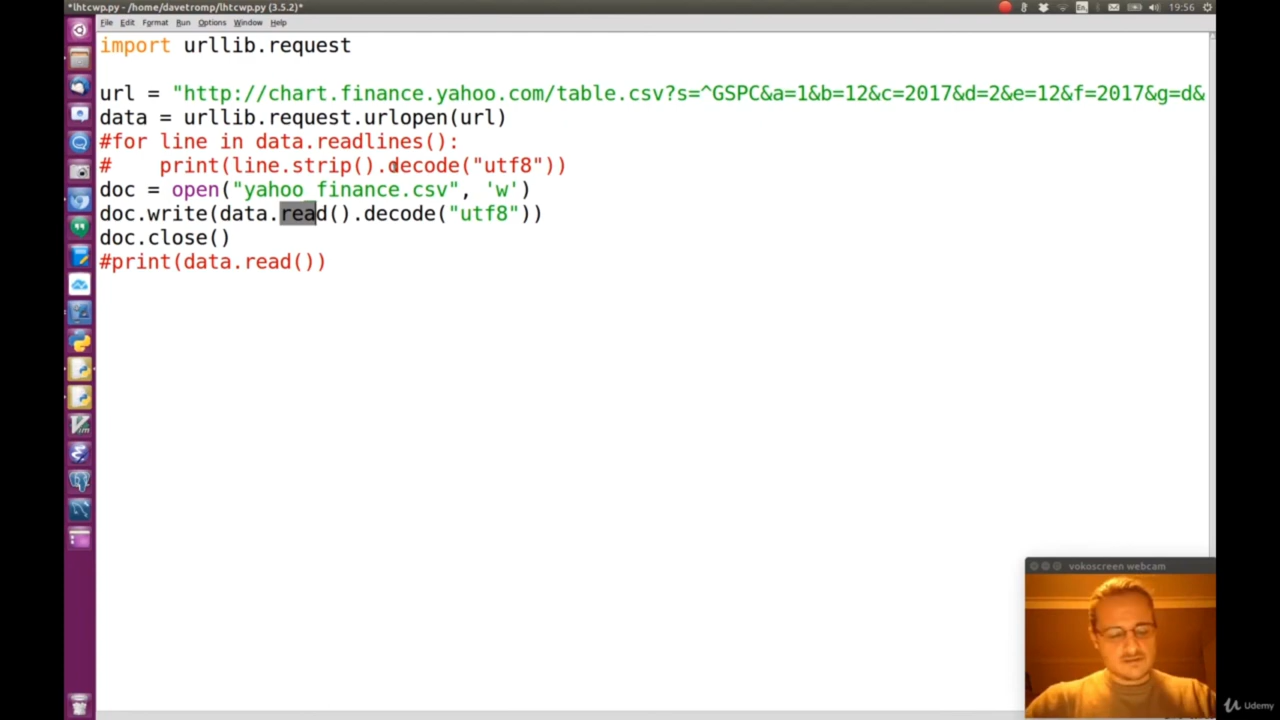 *lhtcwp.py - /home/davetromp/lhtcwp.py (3.5.2)*
En
19:56
File Edit Format Run Options Window Help
import urllib.request
url = "http://chart.finance.yahoo.com/table.csv?s=^GSPC&a=1&b=12&c=2017&d=2&e=12&f=2017&g=d&
data = urllib.request.urlopen(url)
#for line in data.readlines():
#    print(line.strip().decode("utf8"))
doc = open("yahoo_finance.csv", 'w')
doc.write(data.read().decode("utf8"))
doc.close()
#print(data.read())
vokoscreen webcam
Udemy